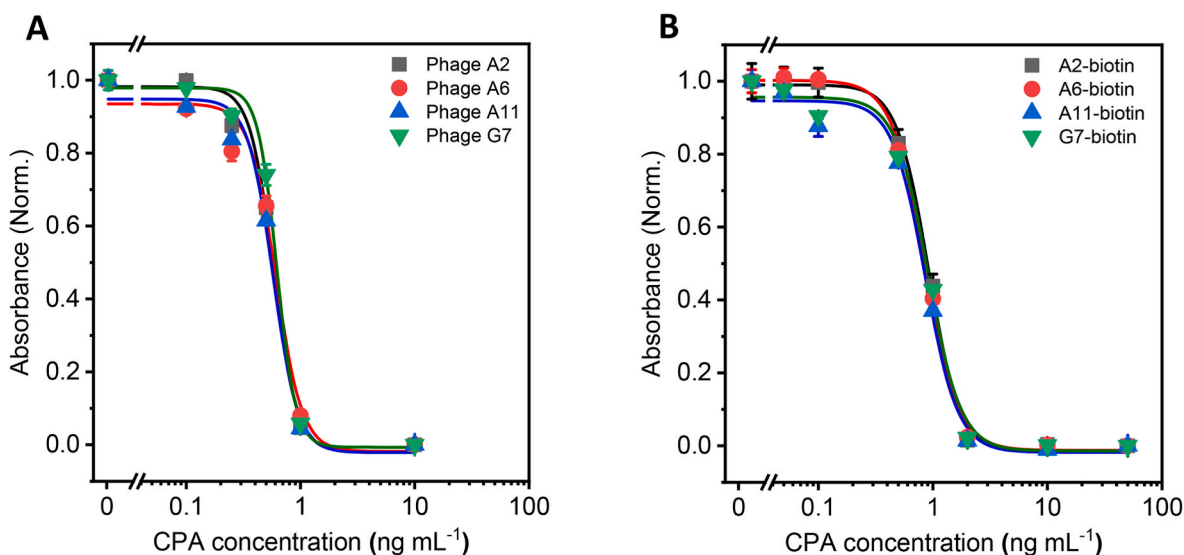 A
Phage A2
Phage A6
Phage A11
Phage G7
Absorbance (Norm.)
1.0
0.8
0.6
0.4
0.2
0.0
0
0.1
1
10
100
CPA concentration (ng mL⁻¹)
B
A2-biotin
A6-biotin
A11-biotin
G7-biotin
Absorbance (Norm.)
1.0
0.8
0.6
0.4
0.2
0.0
0
0.1
1
10
100
CPA concentration (ng mL⁻¹)